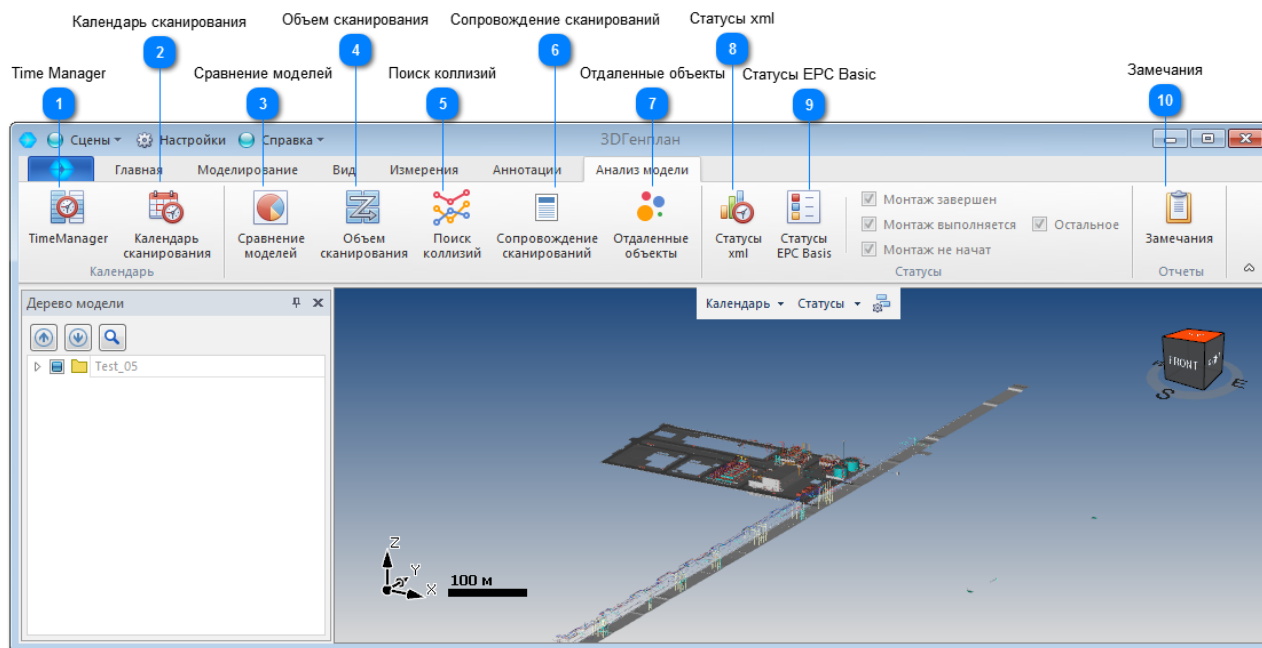 Календарь сканирования
Объем сканирования
Сопровождение сканирований
Статусы xml
2
4
6
8
Time Manager
Сравнение моделей
Поиск коллизий
Отдаленные объекты
Статусы EPC Basic
Замечания
1
3
5
7
9
10
Сцены
Настройки
Справка
3DГенплан
Главная
Моделирование
Вид
Измерения
Аннотации
Анализ модели
TimeManager
Календарь
сканирования
Сравнение
моделей
Объем
сканирования
Поиск
коллизий
Сопровождение
сканирований
Отдаленные
объекты
Статусы
xml
Статусы
EPC Basis
Монтаж завершен
Монтаж выполняется
Остальное
Монтаж не начат
Замечания
Календарь
Статусы
Отчеты
Дерево модели
Календарь
Статусы
Test_05
FRONT
S
E
Z
Y
X
100 м